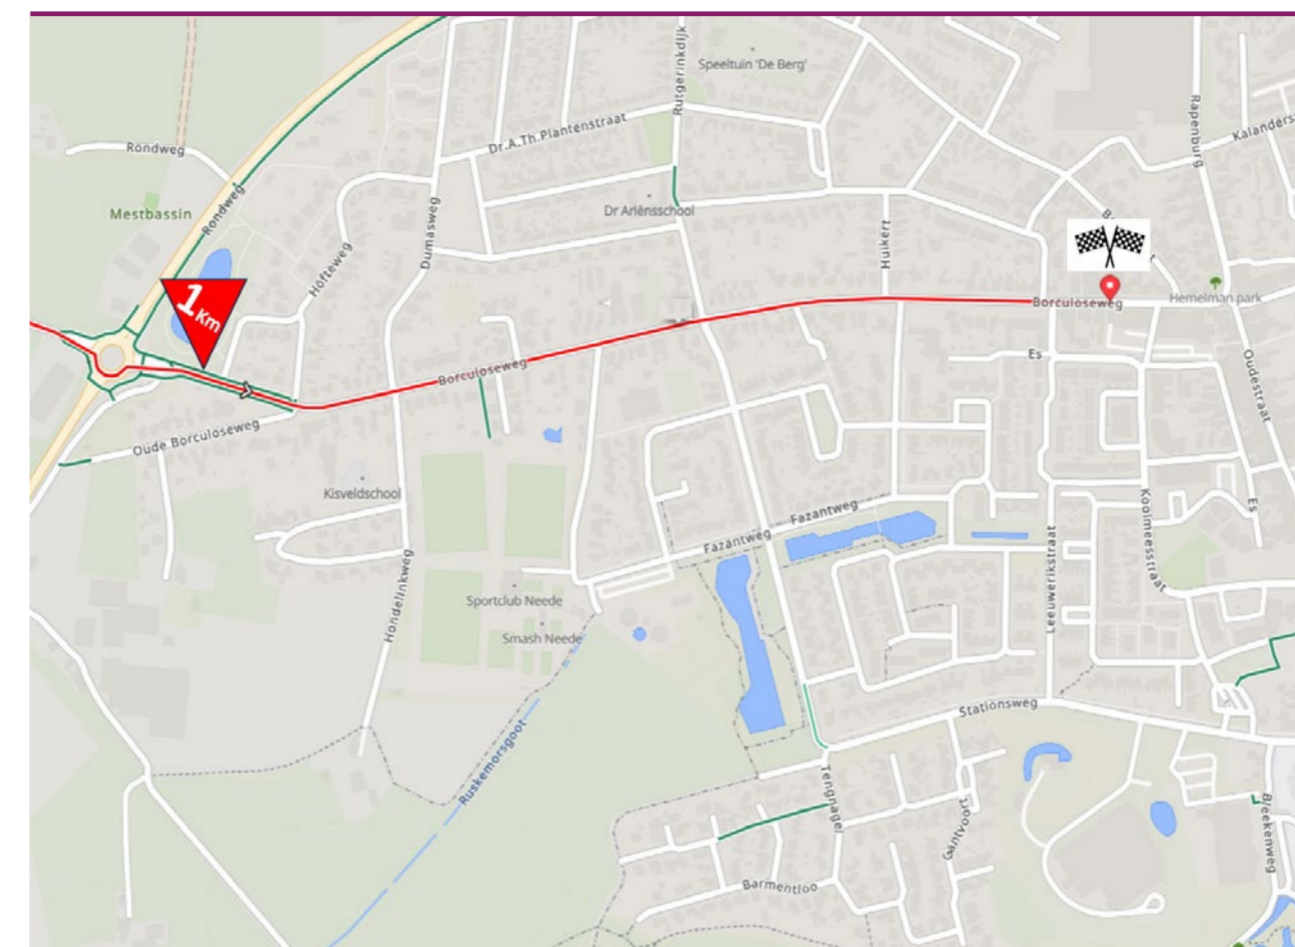 Speeltuin 'De Berg'
Rutgerinkdijk
Rapenburg
Kalanders
Dr.A.Th.Plantenstraat
Rondweg
Mestbassin
Rondweg
Dr Ariënsschool
Dumasweg
Höfteweg
Huikert
1
Km
Hemelman park
Borculoseweg
Borculoseweg
Es
Oudestraat
Oude Borculoseweg
Kisveldschool
Es
Koolmeesstraat
Fazantweg
Fazantweg
Leeuwerikstraat
Hondelinkweg
Sportclub Neede
Smash Neede
Stationsweg
Ruskemorsgoot
Tengnagel
Gantvoort
Bleekenweg
Barmentloo